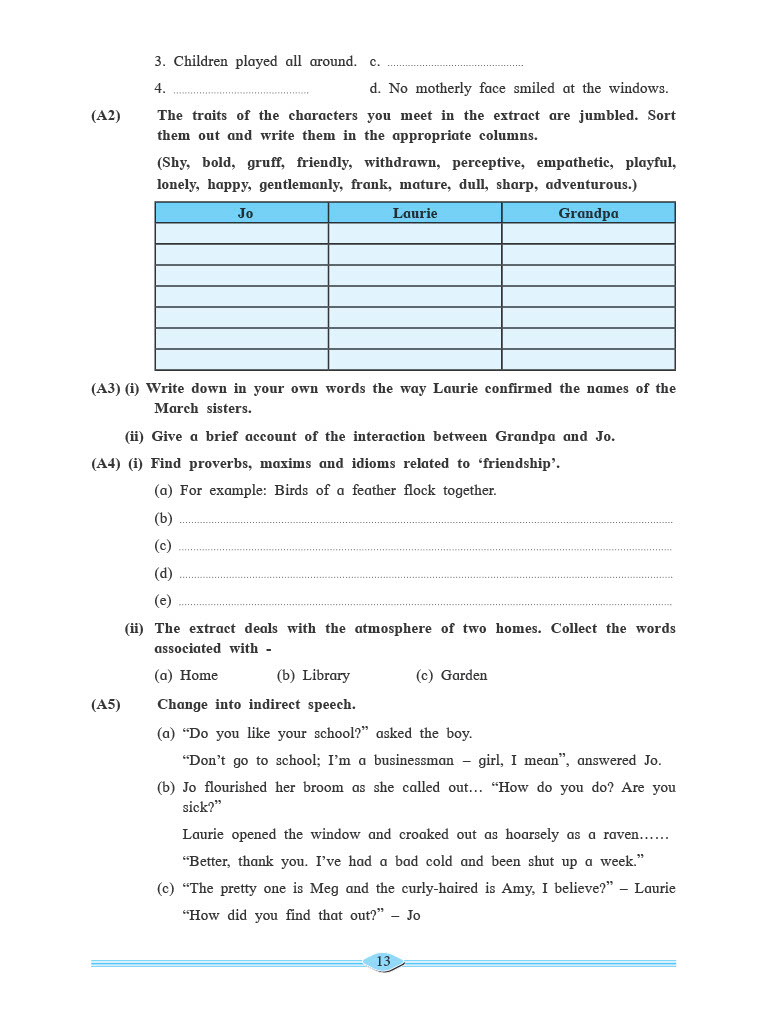 3. Children played all around. c. ................................................
4. ................................................ d. No motherly face smiled at the windows.
(A2) The traits of the characters you meet in the extract are jumbled. Sort
them out and write them in the appropriate columns.
(Shy, bold, gruff, friendly, withdrawn, perceptive, empathetic, playful,
lonely, happy, gentlemanly, frank, mature, dull, sharp, adventurous.)
Jo Laurie Grandpa
(A3) (i) Write down in your own words the way Laurie confirmed the names of the
March sisters.
(ii) Give a brief account of the interaction between Grandpa and Jo.
(A4) (i) Find proverbs, maxims and idioms related to ‘friendship’.
(a) For example: Birds of a feather flock together.
(b) ................................................
(c) ................................................
(d) ................................................
(e) ................................................
(ii) The extract deals with the atmosphere of two homes. Collect the words
associated with -
(a) Home (b) Library (c) Garden
(A5) Change into indirect speech.
(a) “Do you like your school?” asked the boy.
“Don’t go to school; I’m a businessman – girl, I mean”, answered Jo.
(b) Jo flourished her broom as she called out... “How do you do? Are you
sick?”
Laurie opened the window and croaked out as hoarsely as a raven......
“Better, thank you. I’ve had a bad cold and been shut up a week.”
(c) “The pretty one is Meg and the curly-haired is Amy, I believe?” – Laurie
“How did you find that out?” – Jo
13